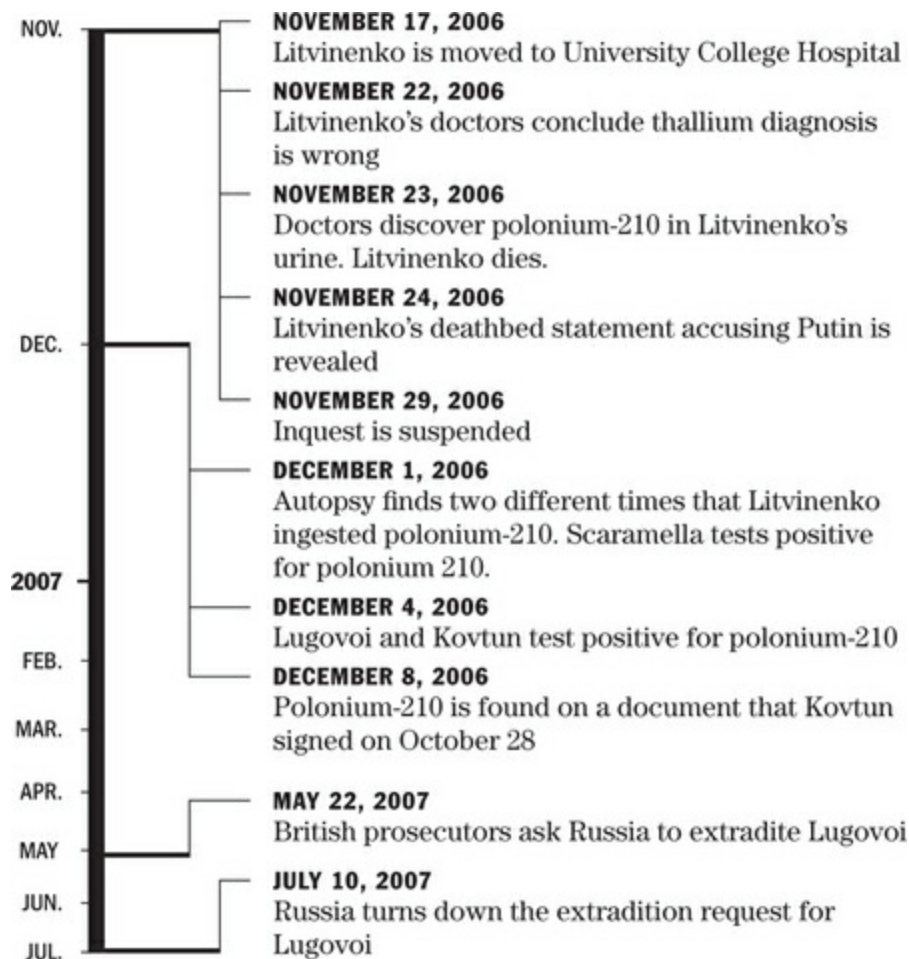 NOV.
NOVEMBER 17, 2006
Litvinenko is moved to University College Hospital
NOVEMBER 22, 2006
Litvinenko's doctors conclude thallium diagnosis
is wrong
NOVEMBER 23, 2006
Doctors discover polonium-210 in Litvinenko's
urine. Litvinenko dies.
NOVEMBER 24, 2006
Litvinenko's deathbed statement accusing Putin is
revealed
DEC.
NOVEMBER 29, 2006
Inquest is suspended
DECEMBER 1, 2006
Autopsy finds two different times that Litvinenko
ingested polonium-210. Scaramella tests positive
for polonium 210.
2007
DECEMBER 4, 2006
Lugovoi and Kovtun test positive for polonium-210
FEB.
DECEMBER 8, 2006
Polonium-210 is found on a document that Kovtun
signed on October 28
MAR.
APR.
MAY 22, 2007
British prosecutors ask Russia to extradite Lugovoi
MAY
JULY 10, 2007
Russia turns down the extradition request for
Lugovoi
JUN.
JUL.